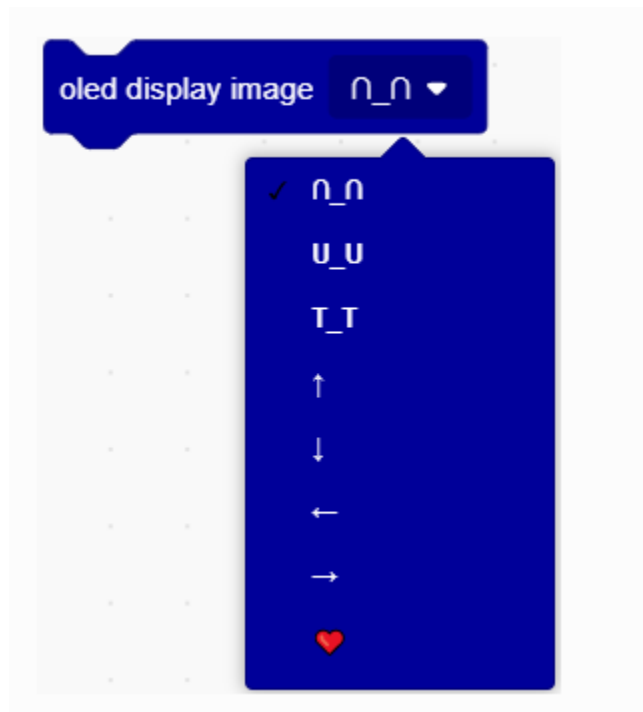 oled display image ∩_∩ ▼
✓ ∩_∩
U_U
T_T
↑
↓
←
→
❤